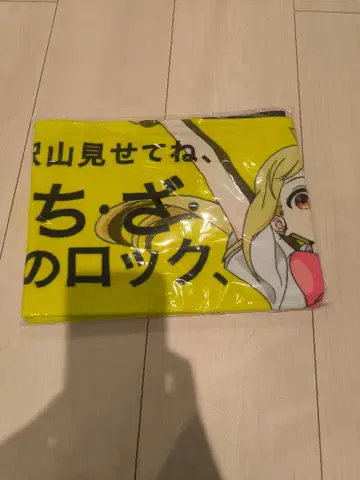 沢山見せてね、
ち・ざ
のロック、